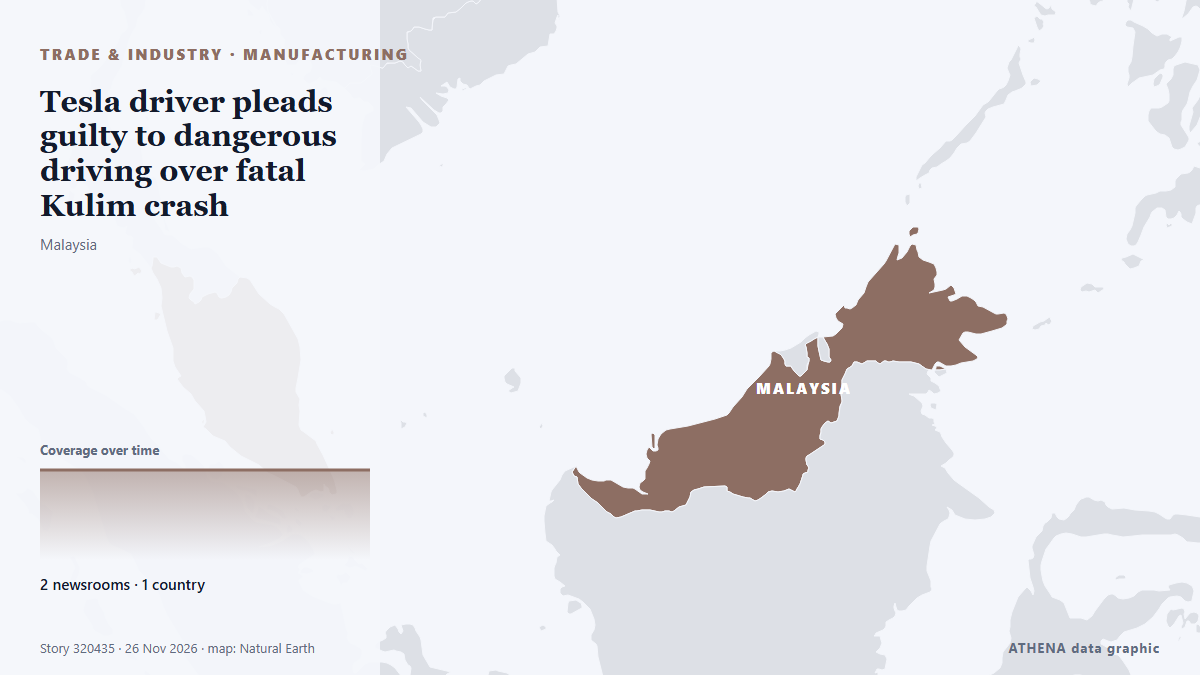 TRADE & INDUSTRY · MANUFACTURING
Tesla driver pleads
guilty to dangerous
driving over fatal
Kulim crash
Malaysia
MALAYSIA
Coverage over time
2 newsrooms · 1 country
Story 320435 · 26 Nov 2026 · map: Natural Earth
ATHENA data graphic